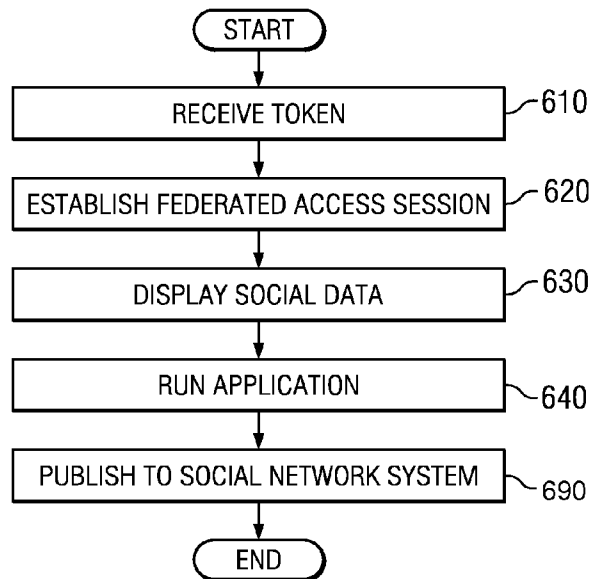 START
RECEIVE TOKEN 610
ESTABLISH FEDERATED ACCESS SESSION 620
DISPLAY SOCIAL DATA 630
RUN APPLICATION 640
PUBLISH TO SOCIAL NETWORK SYSTEM 690
END